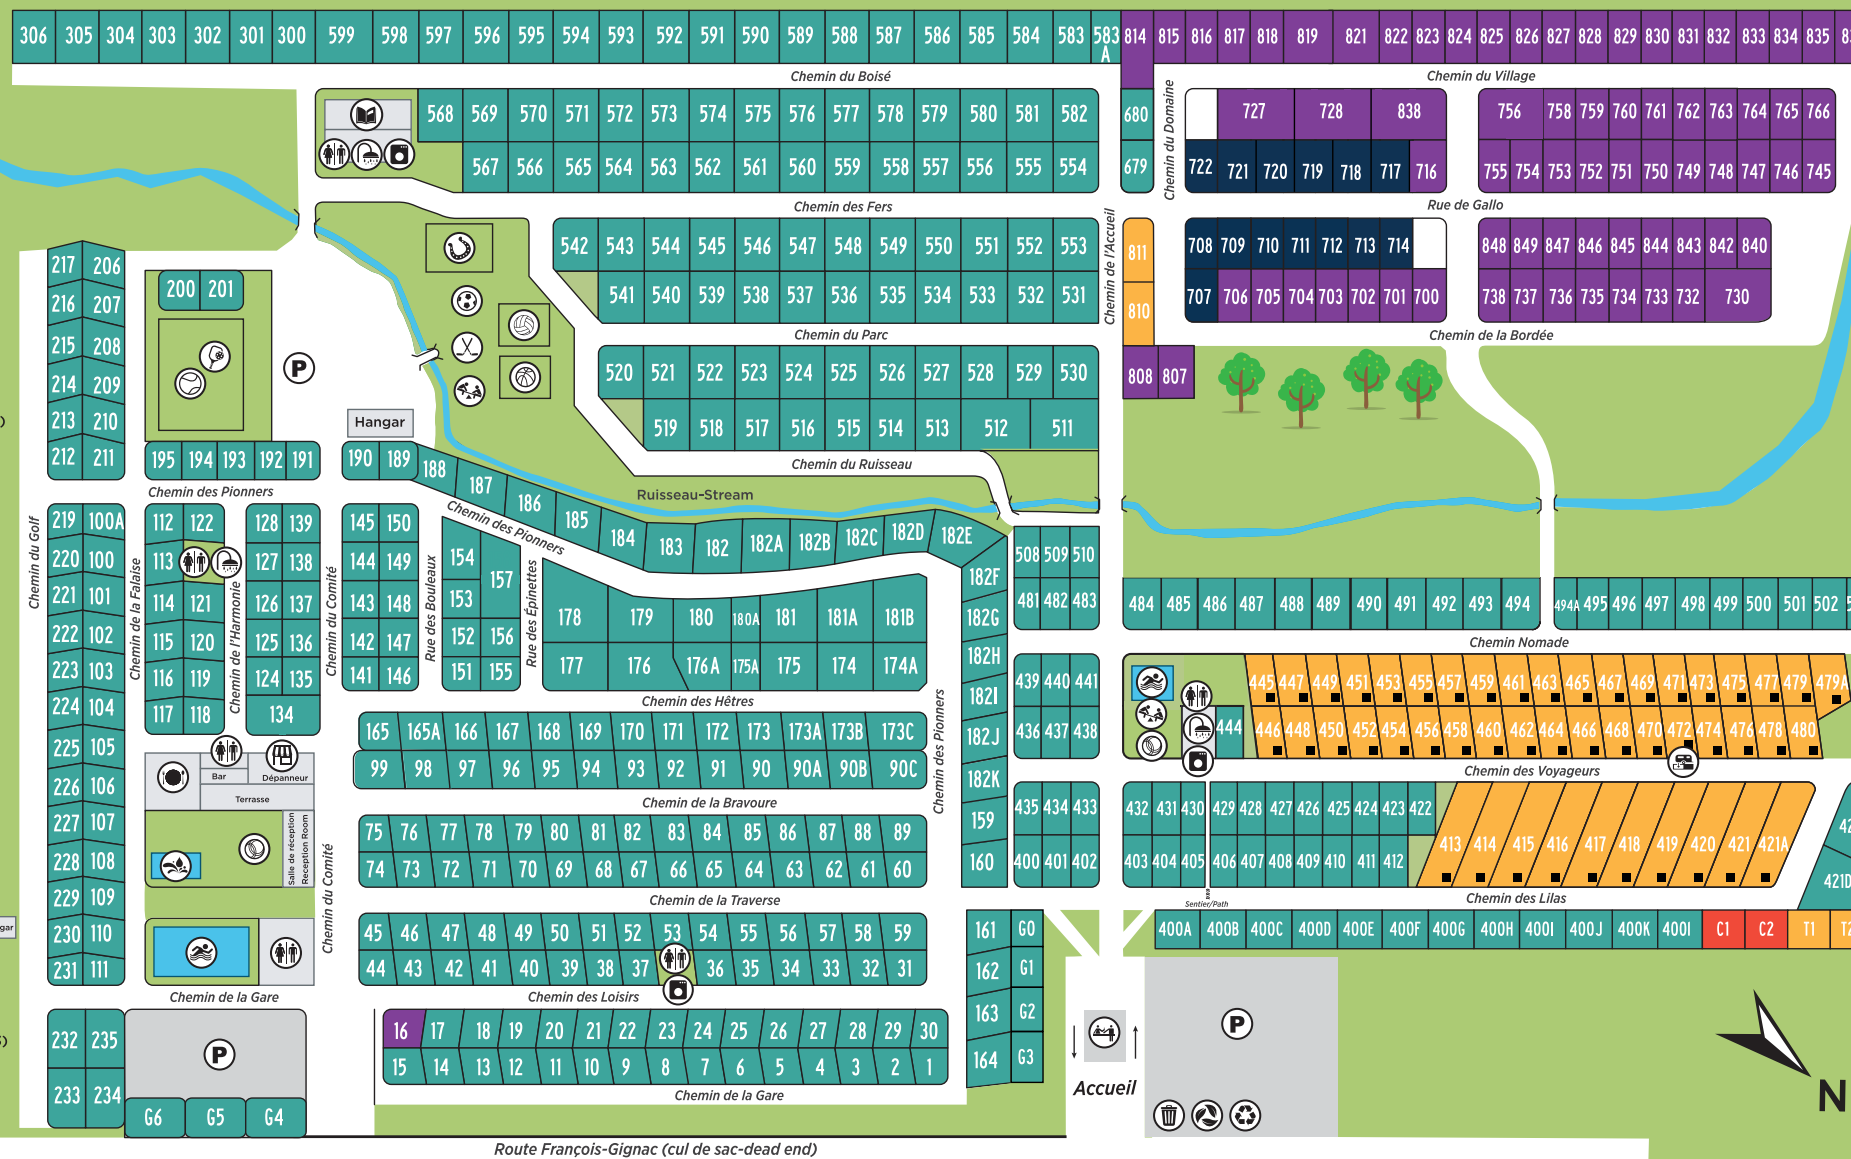 306 305 304 303 302 301 300 599 598 597 596 595 594 593 592 591 590 589 588 587 586 585 584 583 583 A 814 815 816 817 818 819 821 822 823 824 825 826 827 828 829 830 831 832 833 834 835
Chemin du Boisé
Chemin du Village
568 569 570 571 572 573 574 575 576 577 578 579 580 581 582 680 727 728 838 756 758 759 760 761 762 763 764 765 766
567 566 565 564 563 562 561 560 559 558 557 556 555 554 679 722 721 720 719 718 717 716 755 754 753 752 751 750 749 748 747 746 745
Chemin du Domaine
Chemin des Fers
Rue de Gallo
Chemin de l'Accueil
542 543 544 545 546 547 548 549 550 551 552 553 811 708 709 710 711 712 713 714 848 849 847 846 845 844 843 842 840
541 540 539 538 537 536 535 534 533 532 531 810 707 706 705 704 703 702 701 700 738 737 736 735 734 733 732 730
Chemin du Parc
Chemin de la Bordée
217 206
216 207
215 208
214 209
213 210
212 211
200 201
P
Hangar
520 521 522 523 524 525 526 527 528 529 530 808 807
519 518 517 516 515 514 513 512 511
Chemin du Ruisseau
Ruisseau-Stream
195 194 193 192 191 190 189 188 187 186 185 184 183 182 182A 182B 182C 182D 182E
Chemin des Pionners
Chemin des Pionners
Chemin du Golf
219 100A
220 100
221 101
222 102
223 103
224 104
225 105
226 106
227 107
228 108
229 109
230 110
231 111
232 235
233 234
Chemin de la Falaise
112 122
113
114 121
115 120
116 119
117 118
Chemin de l'Harmonie
128 139
127 138
126 137
125 136
124 135
134
Chemin du Comité
145 150
144 149
143 148
142 147
141 146
Rue des Bouleaux
154 157
153
152 156
151 155
Rue des Épinettes
178 179 180 180A 181 181A 181B
177 176 176A 175A 175 174 174A
Chemin des Hêtres
182F
182G
182H
182I
182J
182K
159
160
Chemin des Pionners
508 509 510
481 482 483
484 485 486 487 488 489 490 491 492 493 494 494A 495 496 497 498 499 500 501 502
Chemin Nomade
439 440 441
436 437 438
445 447 449 451 453 455 457 459 461 463 465 467 469 471 473 475 477 479 479A
444 446 448 450 452 454 456 458 460 462 464 466 468 470 472 474 476 478 480
Chemin des Voyageurs
165 165A 166 167 168 169 170 171 172 173 173A 173B 173C
99 98 97 96 95 94 93 92 91 90 90A 90B 90C
Chemin de la Bravoure
Bar
Dépanneur
Terrasse
Salle de réception
Reception Room
Chemin du Comité
75 76 77 78 79 80 81 82 83 84 85 86 87 88 89
74 73 72 71 70 69 68 67 66 65 64 63 62 61 60
Chemin de la Traverse
435 434 433 432 431 430 429 428 427 426 425 424 423 422
400 401 402 403 404 405 406 407 408 409 410 411 412
413 414 415 416 417 418 419 420 421 421A
421D
Sentier/Path
Chemin des Lilas
45 46 47 48 49 50 51 52 53 54 55 56 57 58 59
44 43 42 41 40 39 38 37 36 35 34 33 32 31
Chemin des Loisirs
161 G0
162 G1
163 G2
164 G3
400A 400B 400C 400D 400E 400F 400G 400H 400I 400J 400K 400I C1 C2 T1
Chemin de la Gare
P
G6 G5 G4
16 17 18 19 20 21 22 23 24 25 26 27 28 29 30
15 14 13 12 11 10 9 8 7 6 5 4 3 2 1
Chemin de la Gare
Accueil
P
N
Route François-Gignac (cul de sac-dead end)